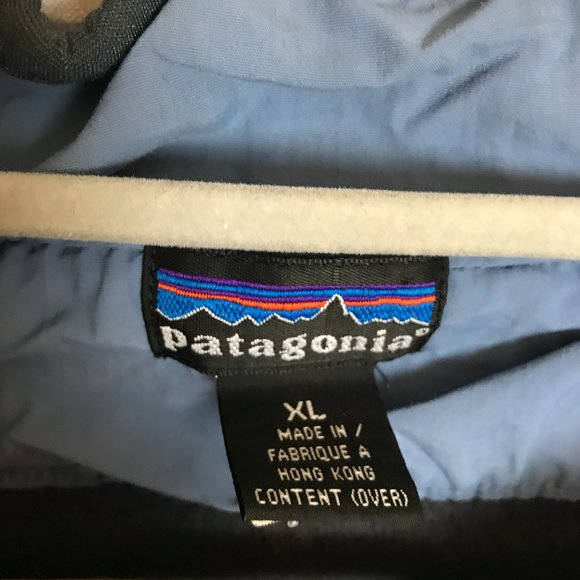 patagonia®
XL
MADE IN /
FABRIQUE A
HONG KONG
CONTENT (OVER)